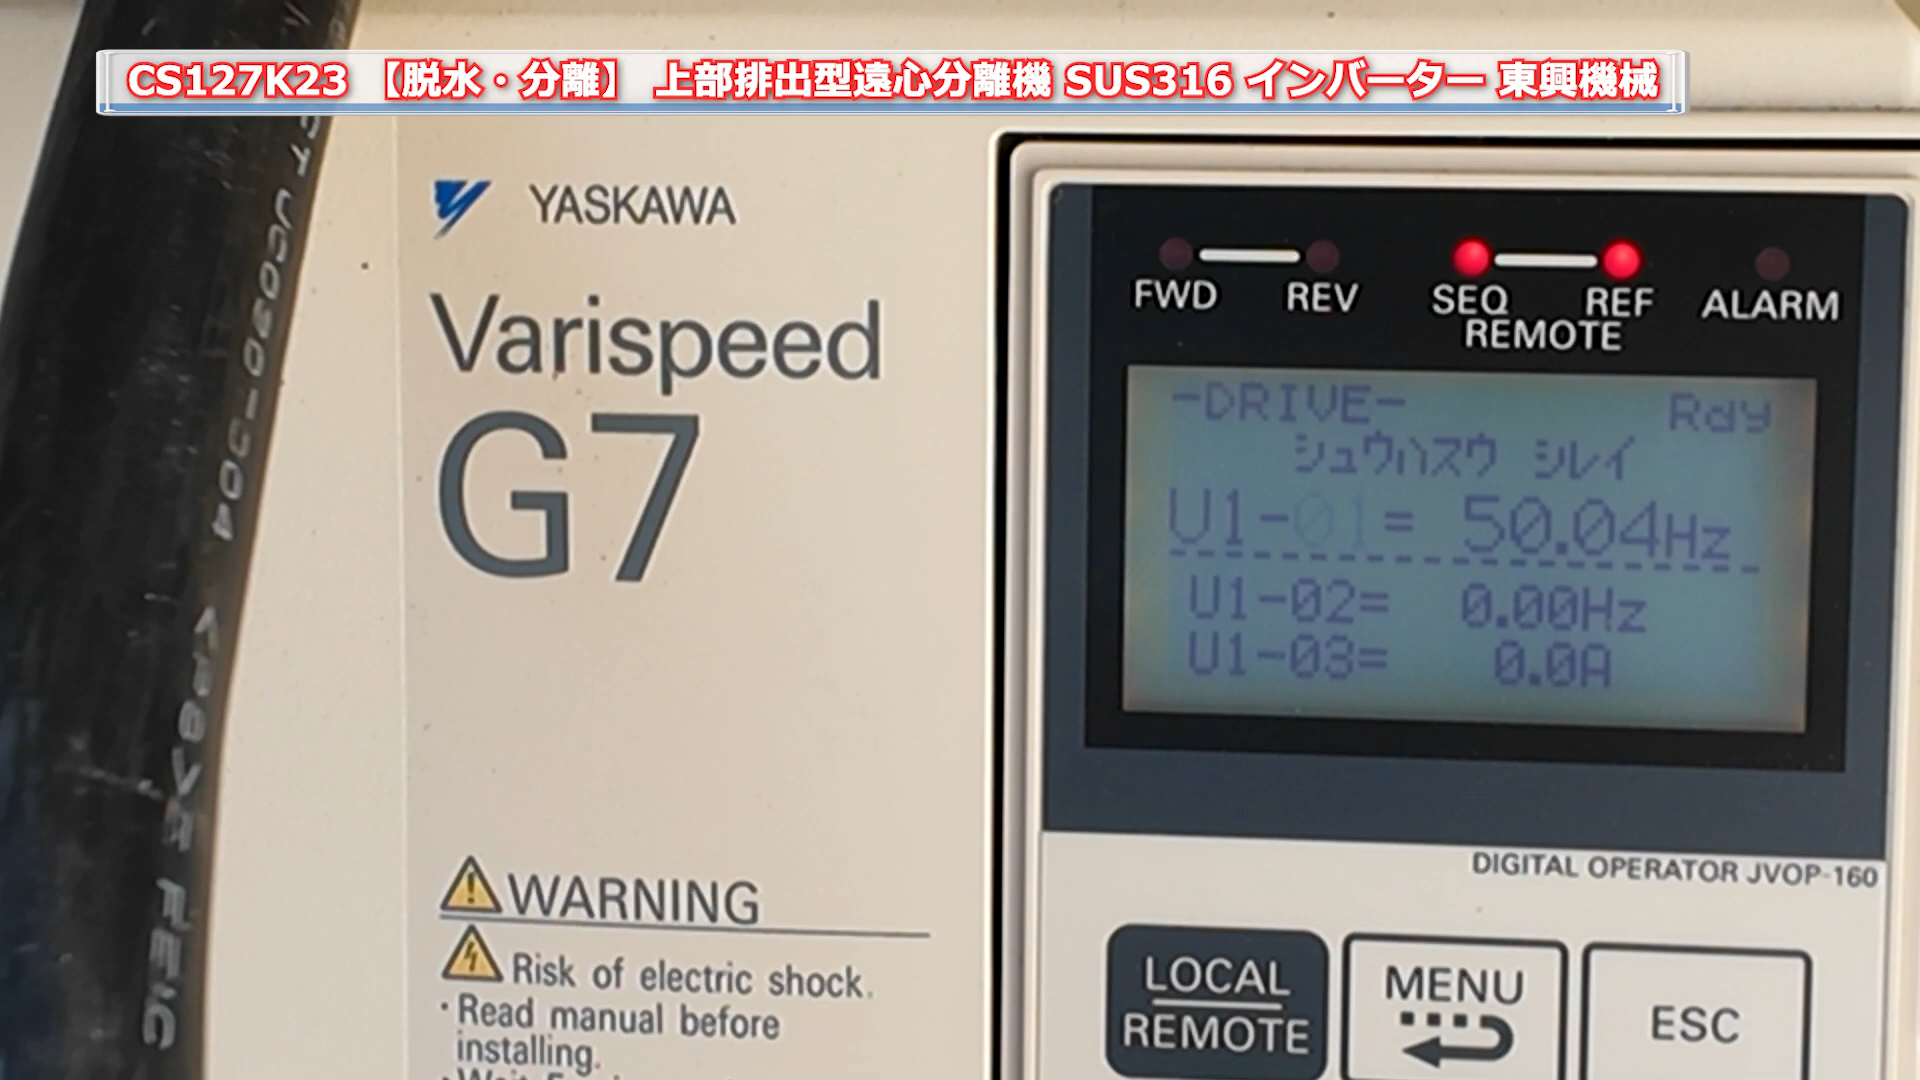 CS127K23 【脱水・分離】 上部排出型遠心分離機 SUS316 インバーター 東興機械
YASKAWA
Varispeed
G7
WARNING
Risk of electric shock.
・Read manual before
installing.
FWD REV SEQ REF ALARM
REMOTE
-DRIVE- Rdy
シュウハスウ シレイ
U1-01= 50.04Hz
U1-02= 0.00Hz
U1-03= 0.0A
DIGITAL OPERATOR JVOP-160
LOCAL
REMOTE
MENU
ESC